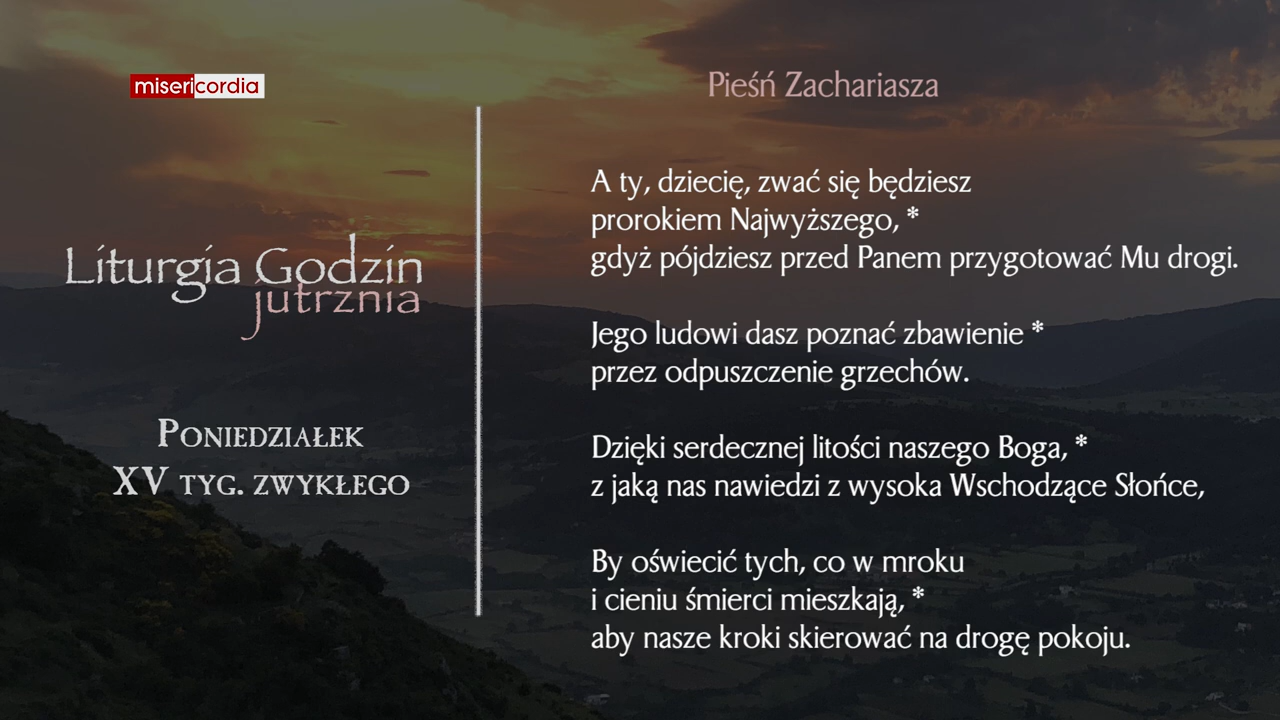 misericordia
Liturgia Godzin
jutrznia
Poniedziałek
XV tyg. zwykłego
Pieśń Zachariasza
A ty, dziecię, zwać się będziesz
prorokiem Najwyższego, *
gdyż pójdziesz przed Panem przygotować Mu drogi.
Jego ludowi dasz poznać zbawienie *
przez odpuszczenie grzechów.
Dzięki serdecznej litości naszego Boga, *
z jaką nas nawiedzi z wysoka Wschodzące Słońce,
By oświecić tych, co w mroku
i cieniu śmierci mieszkają, *
aby nasze kroki skierować na drogę pokoju.